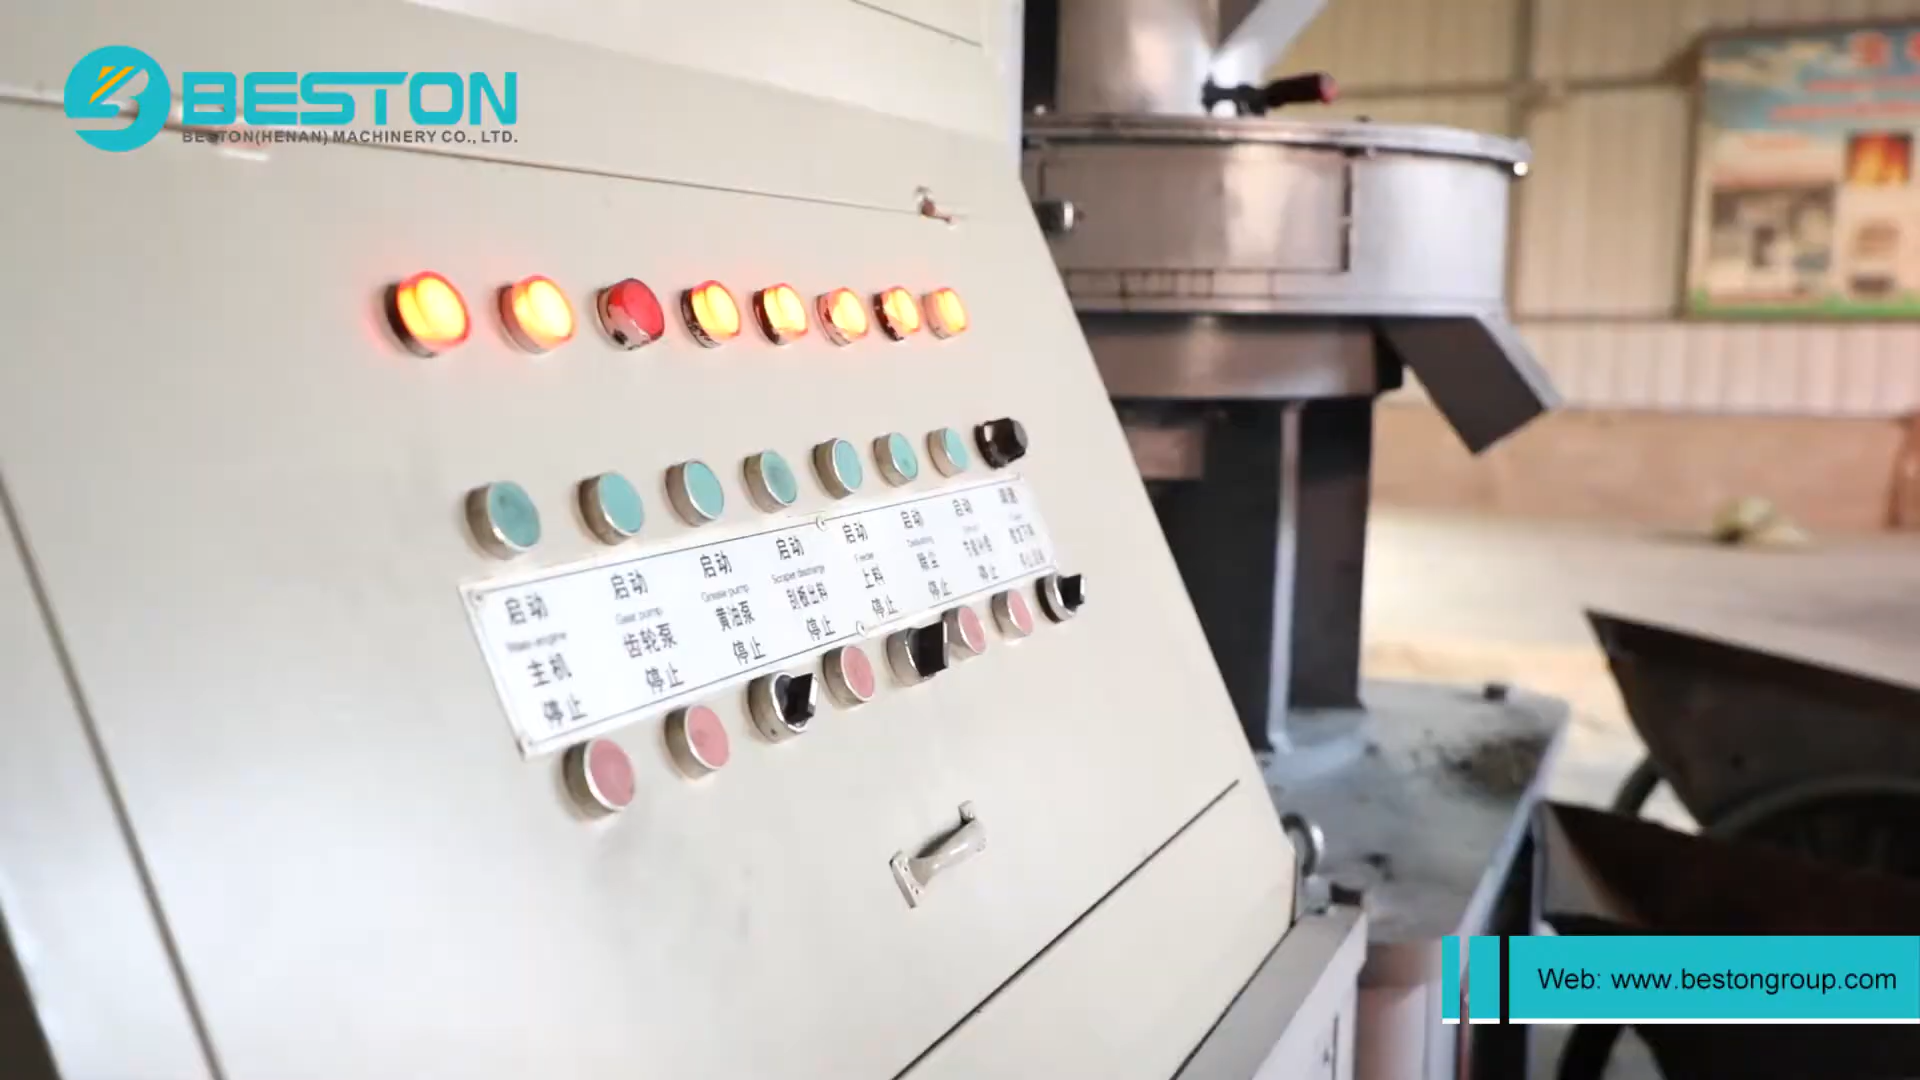 BESTON
BESTON(HENAN) MACHINERY CO., LTD.
启动
Main engine
主机
停止
启动
Gear pump
齿轮泵
停止
启动
Grease pump
黄油泵
停止
启动
Scraper discharge
刮板出料
停止
启动
Feeder
上料
停止
启动
Dedusting
除尘
停止
启动
停止
Web: www.bestongroup.com